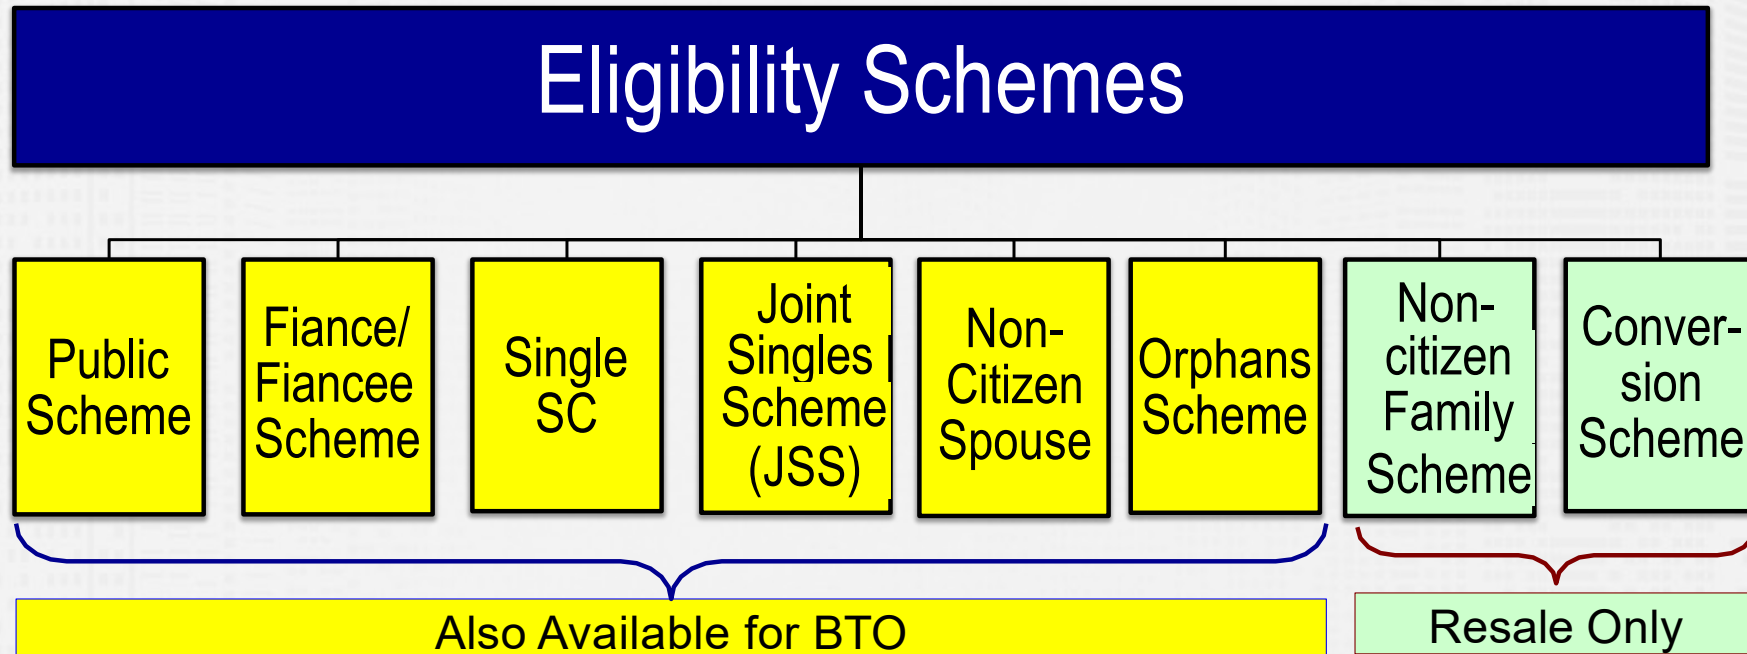 Eligibility Schemes
Public
Scheme
Fiance/
Fiancee
Scheme
Single
SC
Joint
Singles
Scheme
(JSS)
Non-
Citizen
Spouse
Orphans
Scheme
Non-
citizen
Family
Scheme
Conver-
sion
Scheme
Also Available for BTO
Resale Only